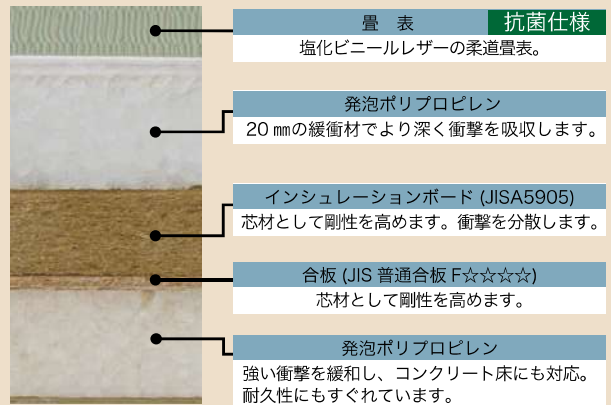 畳 表 抗菌仕様
塩化ビニールレザーの柔道畳表。
発泡ポリプロピレン
20㎜の緩衝材でより深く衝撃を吸収します。
インシュレーションボード (JISA5905)
芯材として剛性を高めます。衝撃を分散します。
合板 (JIS 普通合板 F☆☆☆☆)
芯材として剛性を高めます。
発泡ポリプロピレン
強い衝撃を緩和し、コンクリート床にも対応。
耐久性にもすぐれています。